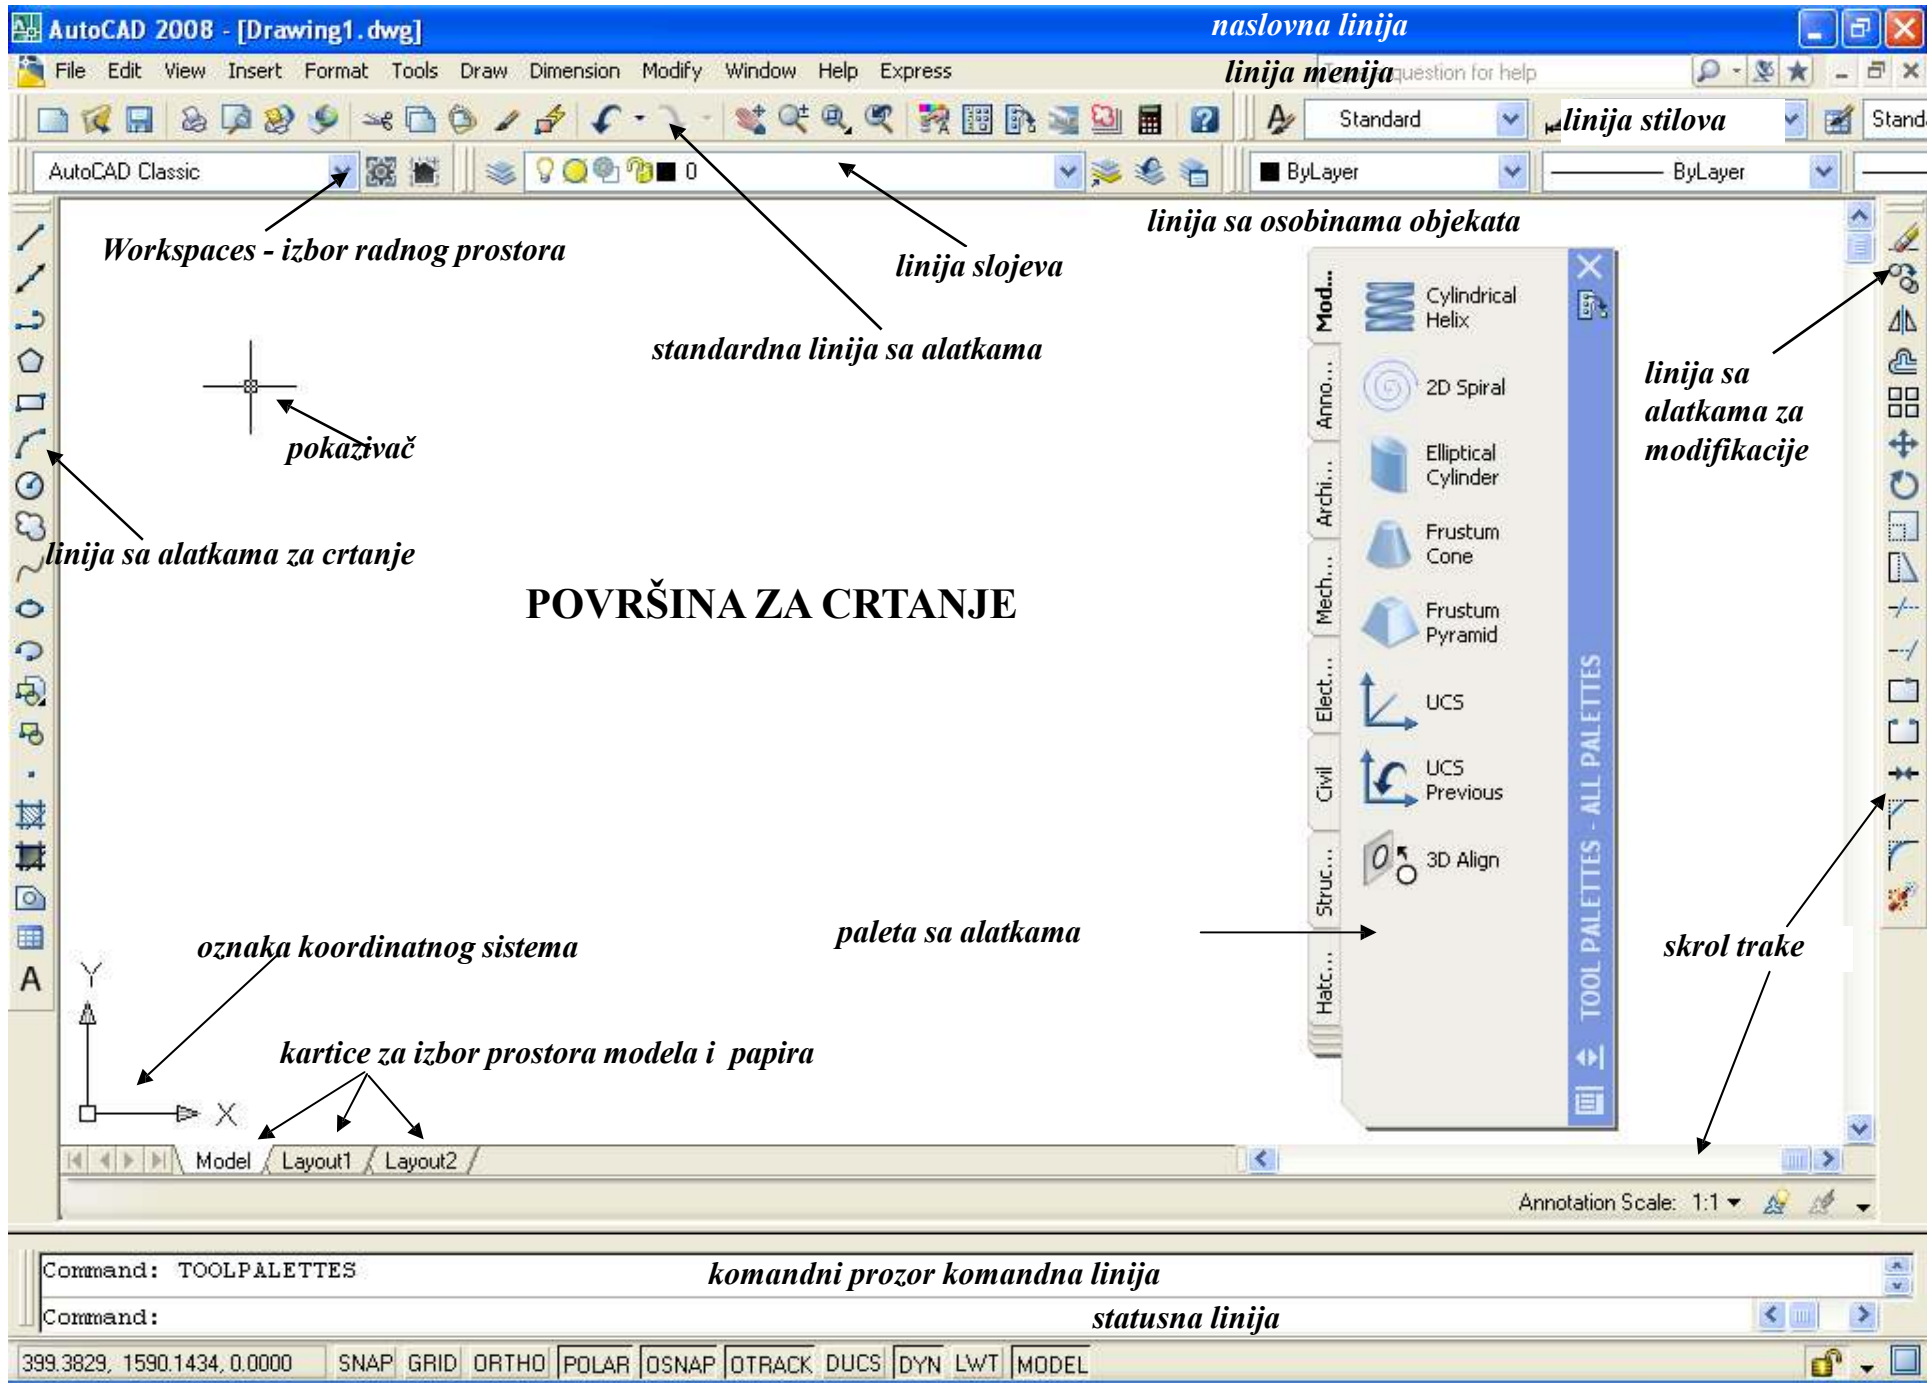 AutoCAD 2008 - [Drawing1.dwg]
naslovna linija
File Edit View Insert Format Tools Draw Dimension Modify Window Help Express
linija menija
question for help
Standard
linija stilova
AutoCAD Classic
0
ByLayer
ByLayer
Workspaces - izbor radnog prostora
linija slojeva
linija sa osobinama objekata
standardna linija sa alatkama
pokazivač
linija sa
alatkama za
modifikacije
linija sa alatkama za crtanje
POVRŠINA ZA CRTANJE
Mod...
Anno...
Archi...
Mech...
Elect...
Civil
Struc...
Hatc...
Cylindrical
Helix
2D Spiral
Elliptical
Cylinder
Frustum
Cone
Frustum
Pyramid
UCS
UCS
Previous
3D Align
TOOL PALETTES - ALL PALETTES
paleta sa alatkama
skrol trake
A
oznaka koordinatnog sistema
Y
X
kartice za izbor prostora modela i papira
Model Layout1 Layout2
Annotation Scale: 1:1
Command: TOOLPALETTES
komandni prozor komandna linija
Command:
statusna linija
399.3829, 1590.1434, 0.0000 SNAP GRID ORTHO POLAR OSNAP OTRACK DUCS DYN LWT MODEL